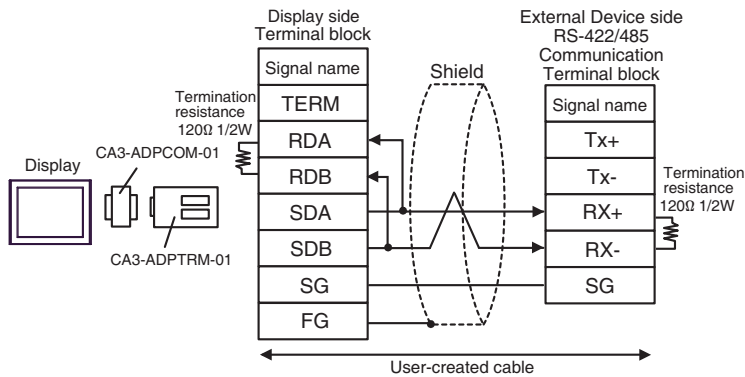 Display side
Terminal block
External Device side
RS-422/485
Communication
Terminal block
Signal name
Shield
Signal name
Termination
resistance
120Ω 1/2W
TERM
RDA
RDB
SDA
SDB
SG
FG
Tx+
Tx-
RX+
RX-
SG
Termination
resistance
120Ω 1/2W
Display
CA3-ADPCOM-01
CA3-ADPTRM-01
User-created cable